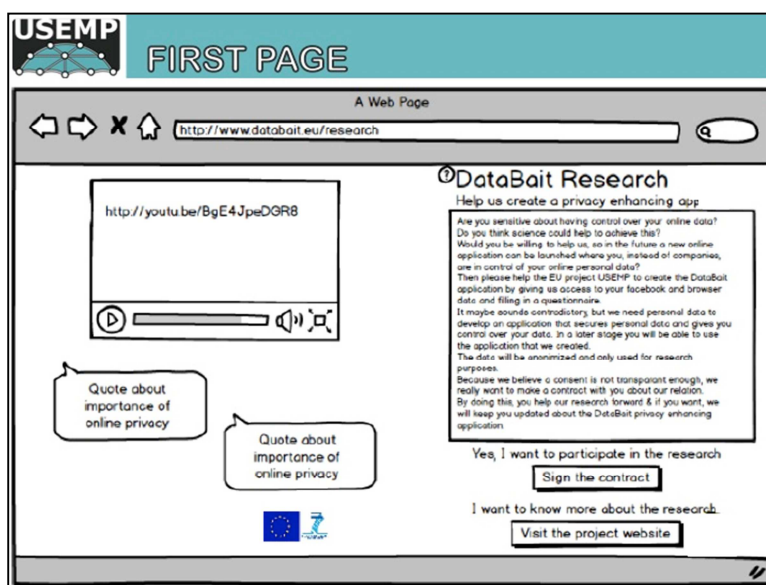 USEMP
FIRST PAGE
A Web Page
http://www.databait.eu/research
http://youtu.be/BgE4JpeDGR8
Quote about
importance of
online privacy
Quote about
importance of
online privacy
? DataBait Research
Help us create a privacy enhancing app
Are you sensitive about having control over your online data?
Do you think science could help to achieve this?
Would you be willing to help us, so in the future a new online
application can be launched where you, instead of companies,
are in control of your online personal data?
Then please help the EU project USEMP to create the DataBait
application by giving us access to your facebook and browser
data and filling in a questionnaire.
It maybe sounds contradictory, but we need personal data to
develop an application that secures personal data and gives you
control over your data. In a later stage you will be able to use
the application that we created.
The data will be anomized and only used for research
purposes.
Because we believe a consent is not transparant enough, we
really want to make a contract with you about our relation.
By doing this, you help our research forward & if you want, we
will keep you updated about the DataBait privacy enhancing
application
Yes, I want to participate in the research
Sign the contract
I want to know more about the research.
Visit the project website